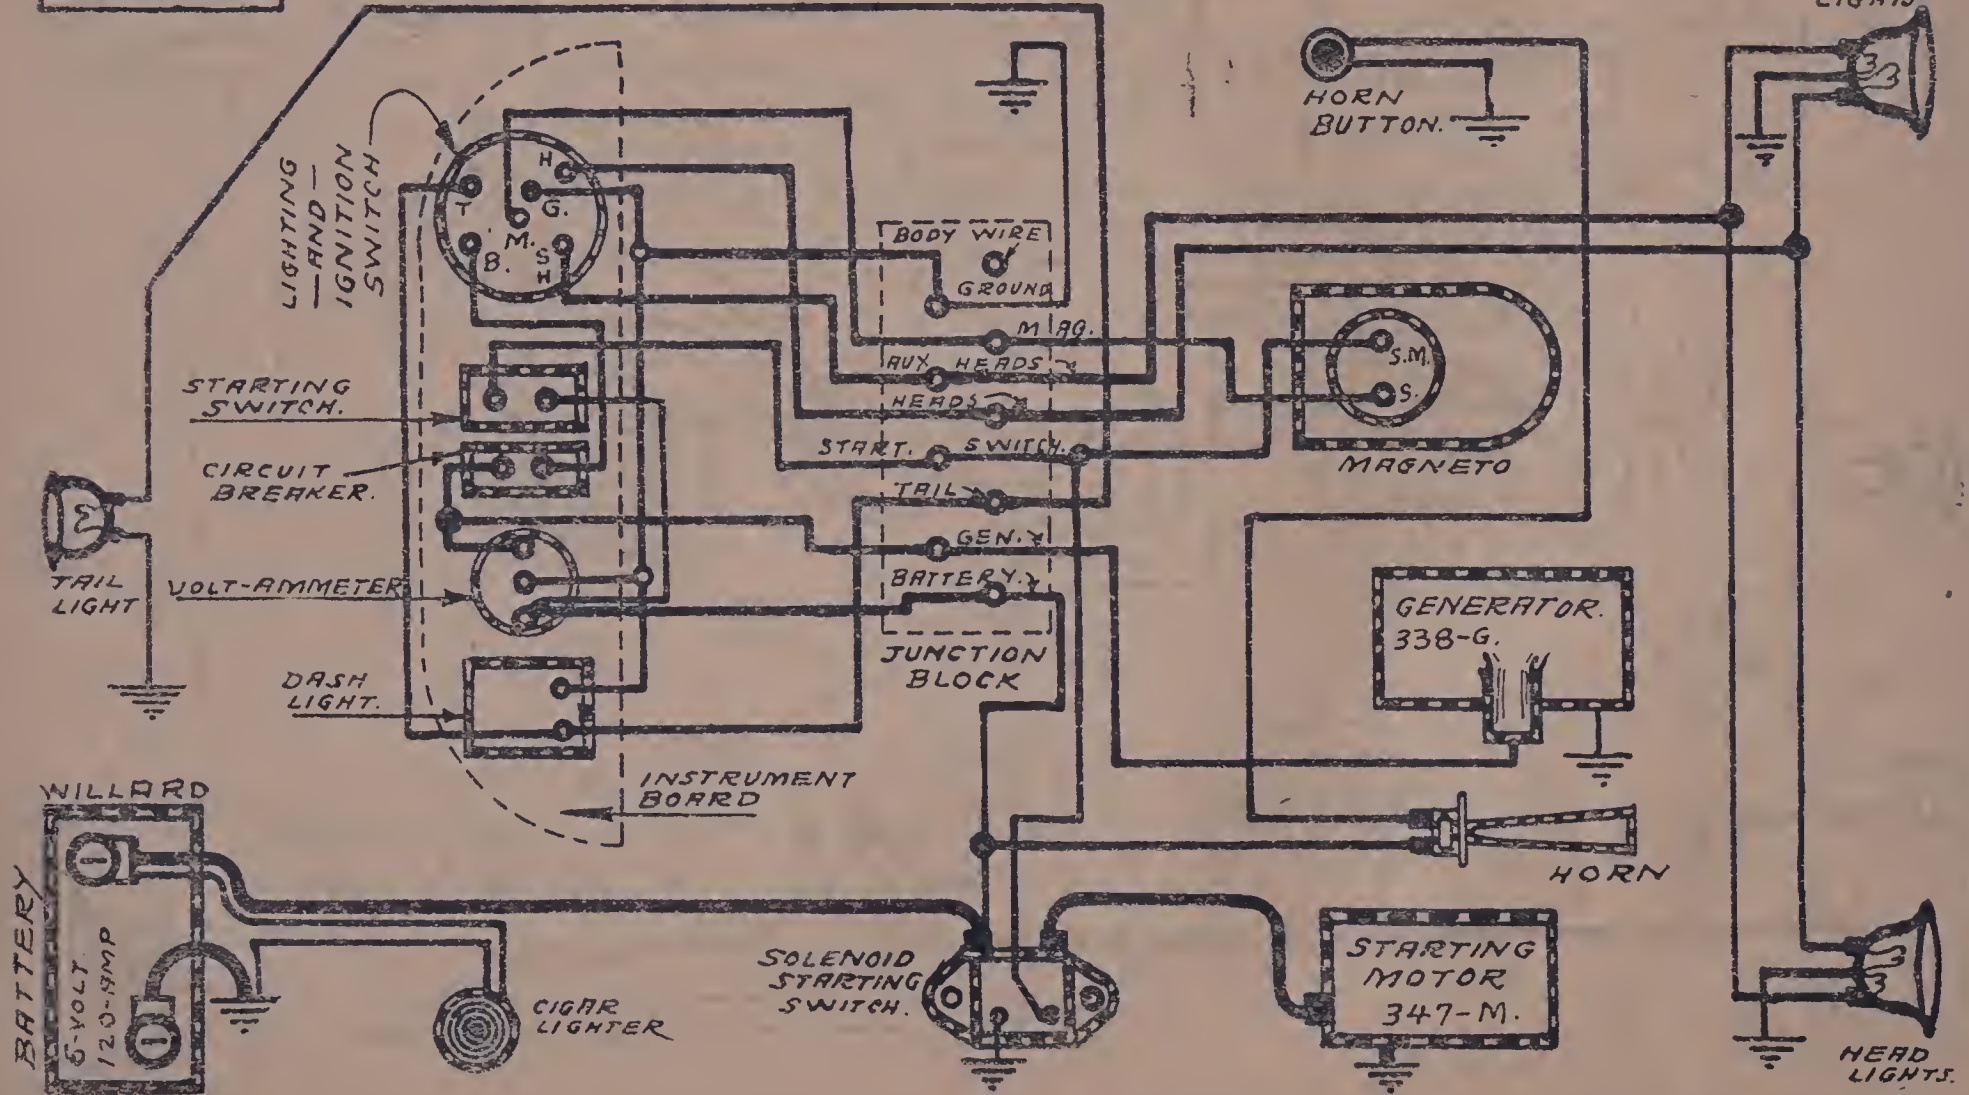 LIGHTS
HORN
BUTTON.
LIGHTING
—AND—
IGNITION
SWITCH
H
T
G.
M.
B.
S
H
BODY WIRE
GROUND
MAG.
AUX HEADS
HEADS
START. SWITCH.
TAIL
GEN.
BATTERY.
JUNCTION
BLOCK
S.M.
S.
MAGNETO
STARTING
SWITCH.
CIRCUIT
BREAKER.
TAIL
LIGHT
VOLT-AMMETER
DASH
LIGHT.
INSTRUMENT
BOARD
GENERATOR.
338-G.
HORN
WILLARD
BATTERY
6-VOLT.
120-AMP
CIGAR
LIGHTER
SOLENOID
STARTING
SWITCH.
STARTING
MOTOR
347-M.
HEAD
LIGHTS.